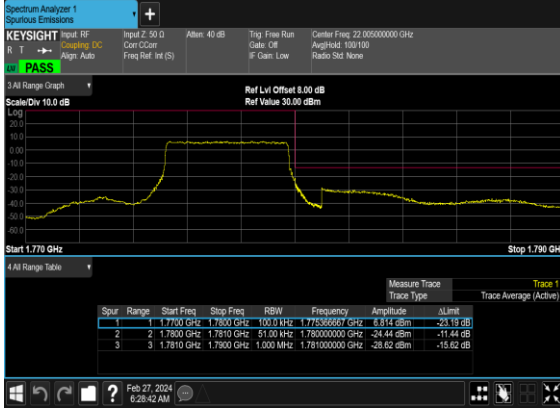 Spectrum Analyzer 1
Spurious Emissions
+
KEYSIGHT Input: RF Input Z: 50 Ω Atten: 40 dB Trig: Free Run Center Freq: 22.005000000 GHz
R T Coupling: DC Corr CCorr Gate: Off Avg|Hold: 100/100
Align: Auto Freq Ref: Int (S) IF Gain: Low Radio Std: None
LXI PASS
3 All Range Graph
Ref Lvl Offset 8.00 dB
Scale/Div 10.0 dB Ref Value 30.00 dBm
Log
20.0
10.0
0.00
-10.0
-20.0
-30.0
-40.0
-50.0
-60.0
Start 1.770 GHz Stop 1.790 GH
4 All Range Table
Measure Trace Trace 1
Trace Type Trace Average (Active)
Spur Range Start Freq Stop Freq RBW Frequency Amplitude ΔLimit
1 1 1.7700 GHz 1.7800 GHz 100.0 kHz 1.775366667 GHz 6.814 dBm -23.19 dB
2 2 1.7800 GHz 1.7810 GHz 51.00 kHz 1.780000000 GHz -24.44 dBm -11.44 dB
3 3 1.7810 GHz 1.7900 GHz 1.000 MHz 1.781000000 GHz -28.62 dBm -15.62 dB
? Feb 27, 2024
6:28:42 AM